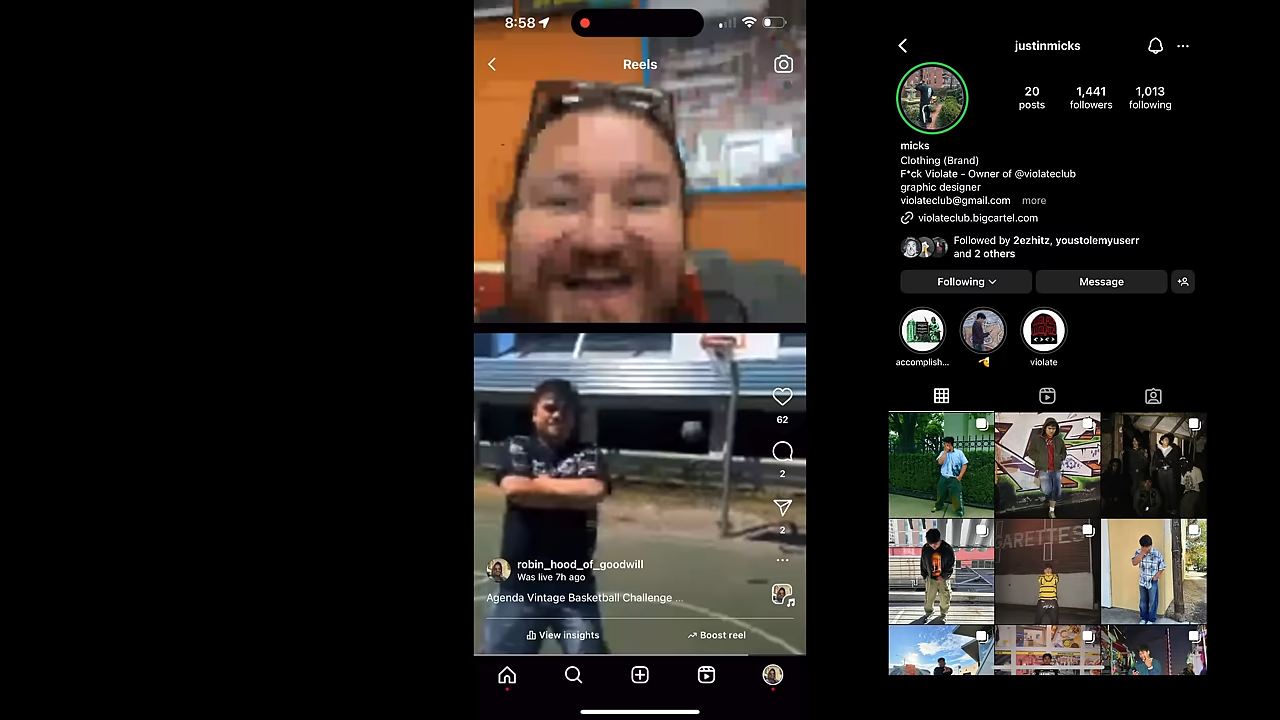 8:58
Reels
62
2
2
robin_hood_of_goodwill
Was live 7h ago
Agenda Vintage Basketball Challenge ...
View insights
Boost reel
justinmicks
20
posts
1,441
followers
1,013
following
micks
Clothing (Brand)
F*ck Violate - Owner of @violateclub
graphic designer
violateclub@gmail.com more
violateclub.bigcartel.com
Followed by 2ezhitz, youstolemyuserr
and 2 others
Following
Message
accomplish...
violate
GARETTES